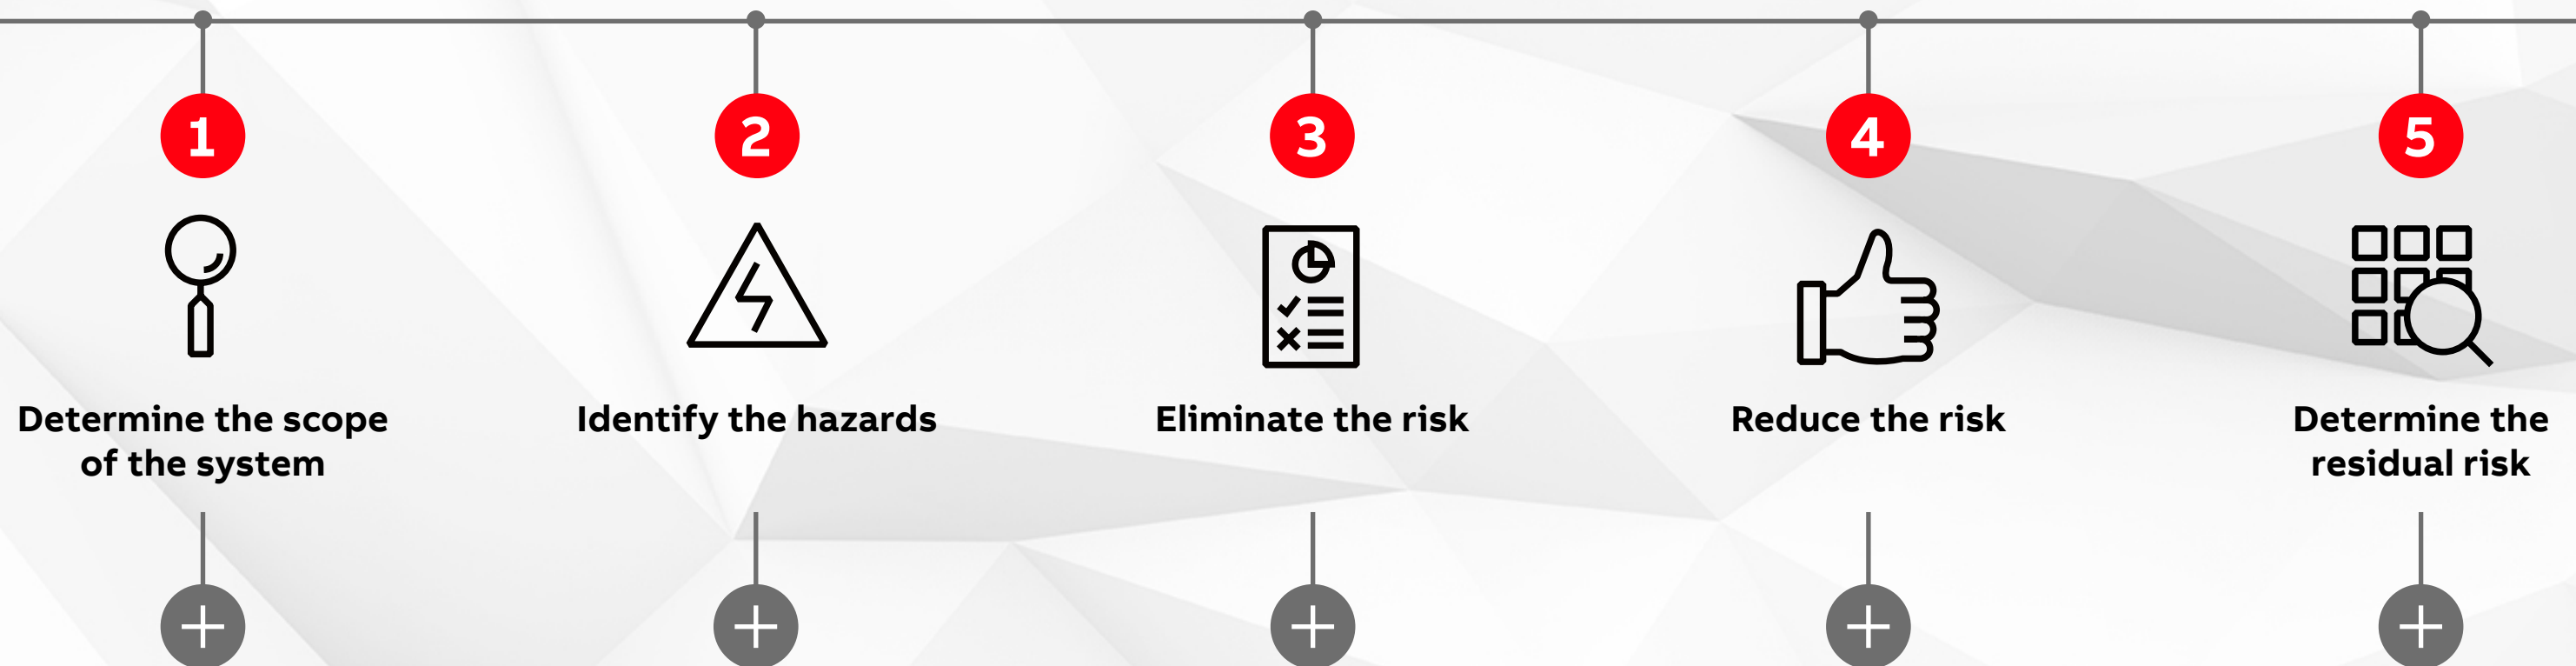 1
2
3
4
5
Determine the scope
of the system
Identify the hazards
Eliminate the risk
Reduce the risk
Determine the
residual risk